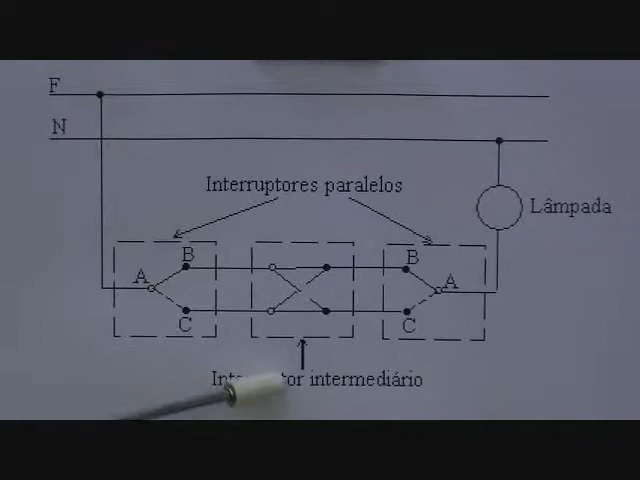 F
N
Interruptores paralelos
Lâmpada
B
A
C
B
A
C
intermediário